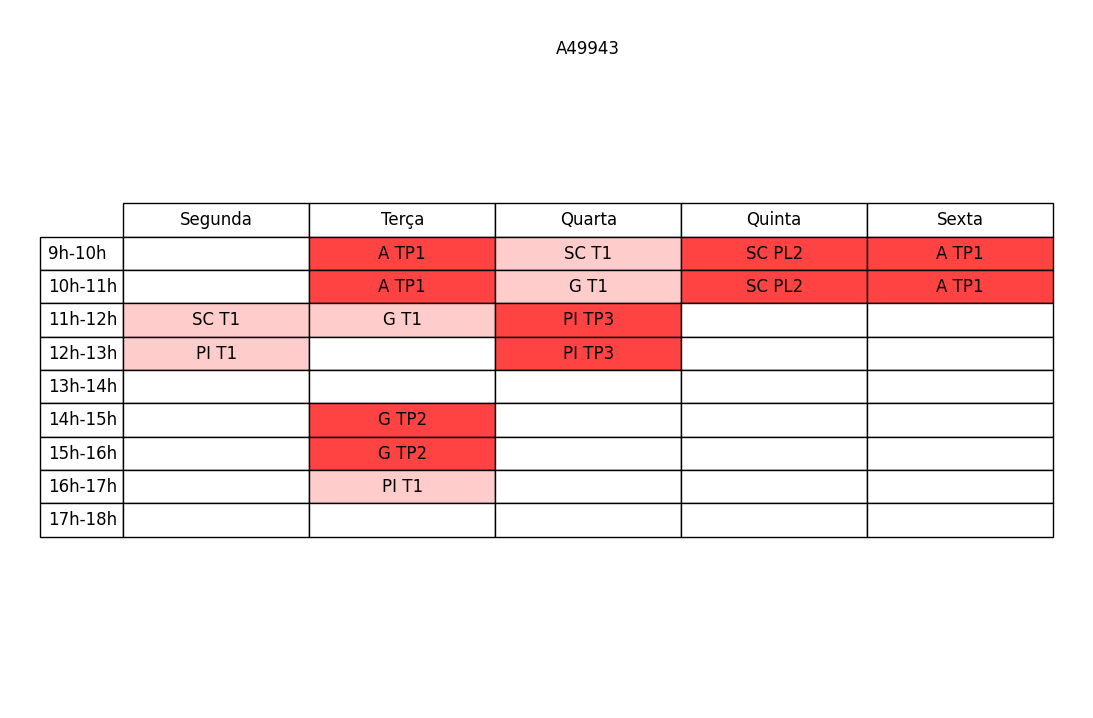 A49943
Segunda Terça Quarta Quinta Sexta
9h-10h A TP1 SC T1 SC PL2 A TP1
10h-11h A TP1 G T1 SC PL2 A TP1
11h-12h SC T1 G T1 PI TP3
12h-13h PI T1 PI TP3
13h-14h
14h-15h G TP2
15h-16h G TP2
16h-17h PI T1
17h-18h